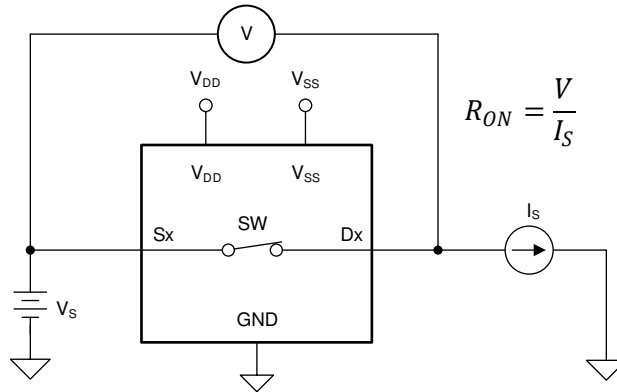 V
V_DD V_SS
R_ON = V/I_S
V_DD V_SS
I_S
SW
Sx Dx
V_S
GND